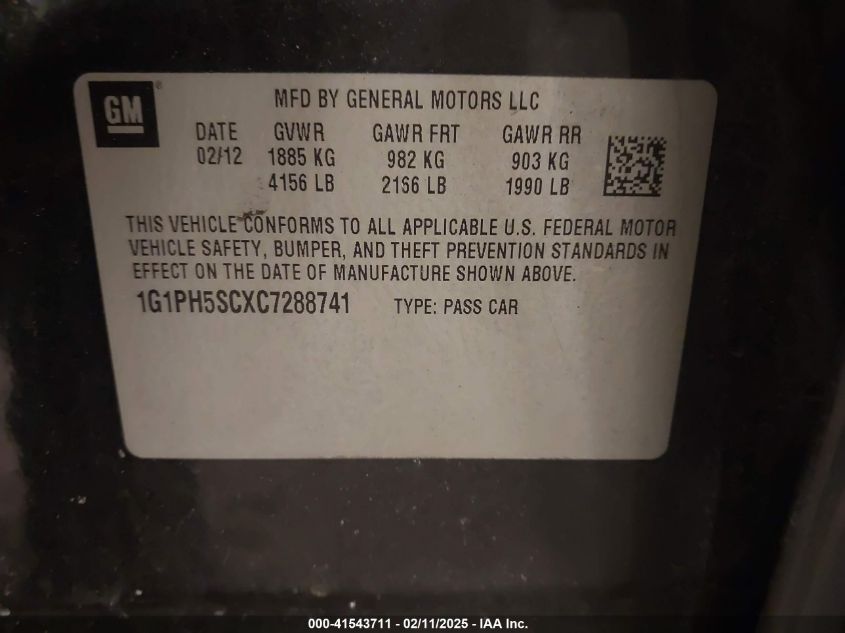 GM
MFD BY GENERAL MOTORS LLC
DATE GVWR GAWR FRT GAWR RR
02/12 1885 KG 982 KG 903 KG
4156 LB 2166 LB 1990 LB
THIS VEHICLE CONFORMS TO ALL APPLICABLE U.S. FEDERAL MOTOR
VEHICLE SAFETY, BUMPER, AND THEFT PREVENTION STANDARDS IN
EFFECT ON THE DATE OF MANUFACTURE SHOWN ABOVE.
1G1PH5SCXC7288741 TYPE: PASS CAR
000-41543711 - 02/11/2025 - IAA Inc.